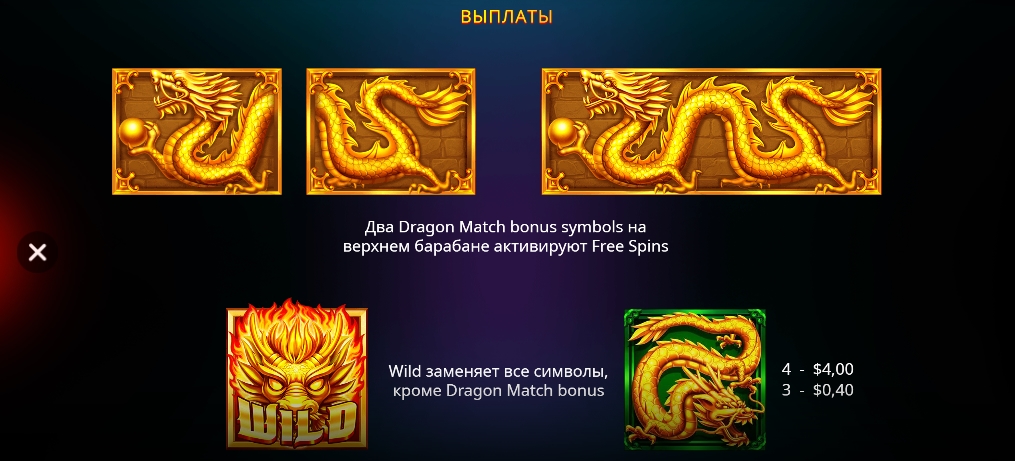 ВЫПЛАТЫ
Два Dragon Match bonus symbols на
верхнем барабане активируют Free Spins
WILD
Wild заменяет все символы,
кроме Dragon Match bonus
4 - $4,00
3 - $0,40